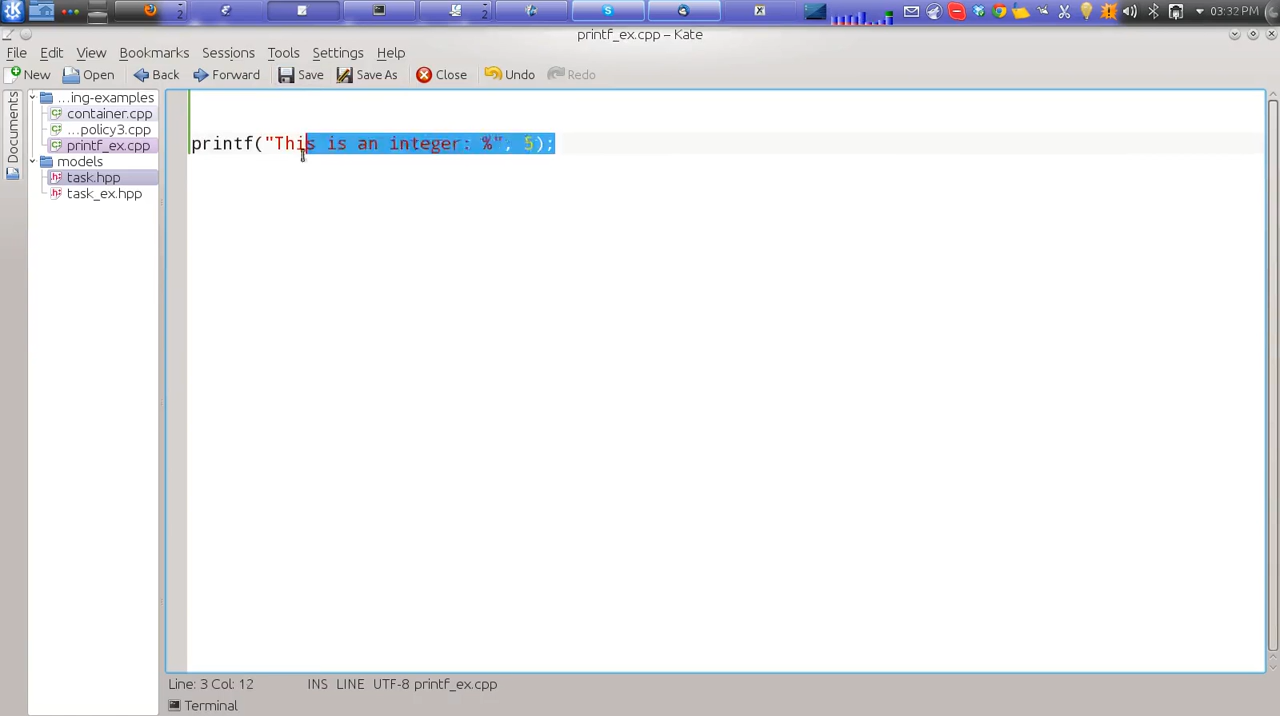 2
2
03:32 PM
printf_ex.cpp – Kate
File Edit View Bookmarks Sessions Tools Settings Help
New Open Back Forward Save Save As Close Undo Redo
Documents
...ing-examples
container.cpp
...policy3.cpp
printf_ex.cpp
models
task.hpp
task_ex.hpp
printf("This is an integer: %", 5);
Line: 3 Col: 12 INS LINE UTF-8 printf_ex.cpp
Terminal